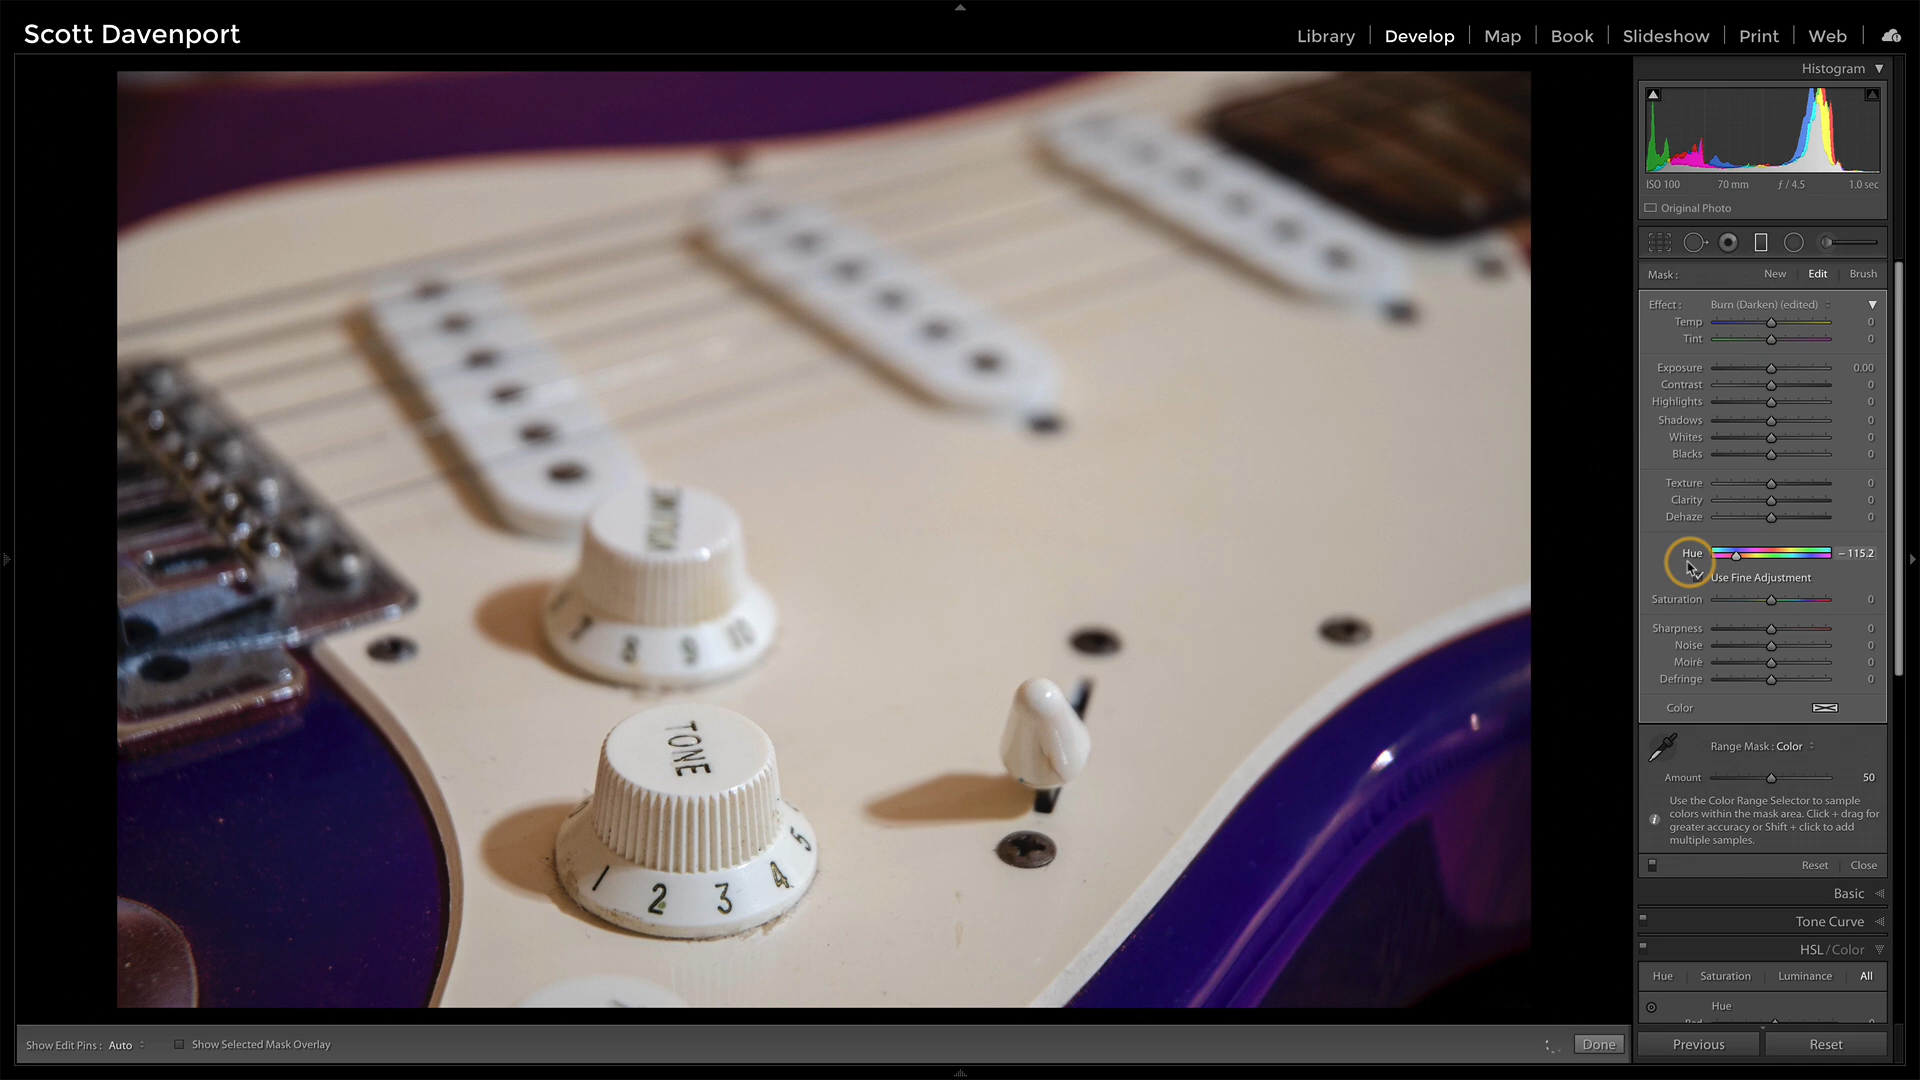 Scott Davenport
Library | Develop | Map | Book | Slideshow | Print | Web
Histogram
ISO 100 70 mm ƒ / 4.5 1.0 sec
Original Photo
Mask : New Edit Brush
Effect : Burn (Darken) (edited)
Temp 0
Tint 0
Exposure 0.00
Contrast 0
Highlights 0
Shadows 0
Whites 0
Blacks 0
Texture 0
Clarity 0
Dehaze 0
Hue – 115.2
Use Fine Adjustment
Saturation 0
Sharpness 0
Noise 0
Moiré 0
Defringe 0
Color
Range Mask : Color
Amount 50
Use the Color Range Selector to sample
colors within the mask area. Click + drag for
greater accuracy or Shift + click to add
multiple samples.
Reset Close
Basic
Tone Curve
HSL / Color
Hue Saturation Luminance All
Hue
Red 0
Previous Reset
VOLUME
7 8 9 10
TONE
1 2 3 4 5
Show Edit Pins : Auto Show Selected Mask Overlay Done